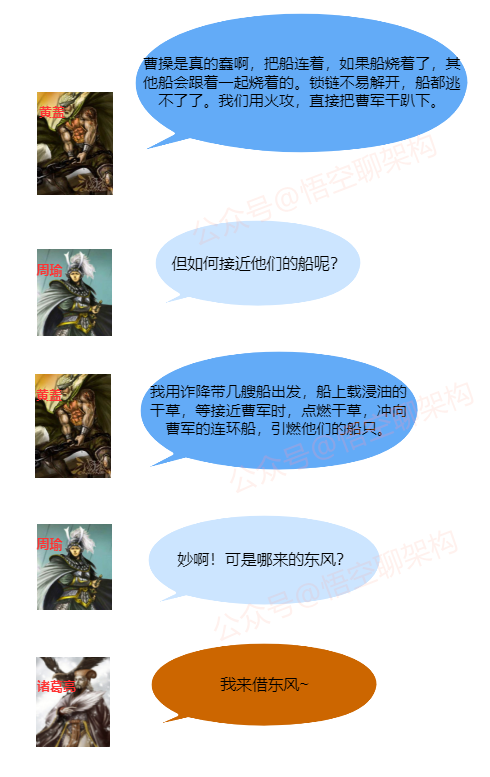 曹操是真的蠢啊，把船连着，如果船烧着了，其
他船会跟着一起烧着的。锁链不易解开，船都逃
不了了。我们用火攻，直接把曹军干趴下。
黄盖
公众号@悟空聊架构
周瑜
但如何接近他们的船呢？
黄盖
我用诈降带几艘船出发，船上载浸油的
干草，等接近曹军时，点燃干草，冲向
曹军的连环船，引燃他们的船只。
公众号@悟空聊架构
周瑜
妙啊！可是哪来的东风？
公众号@悟空聊架构
诸葛亮
我来借东风~